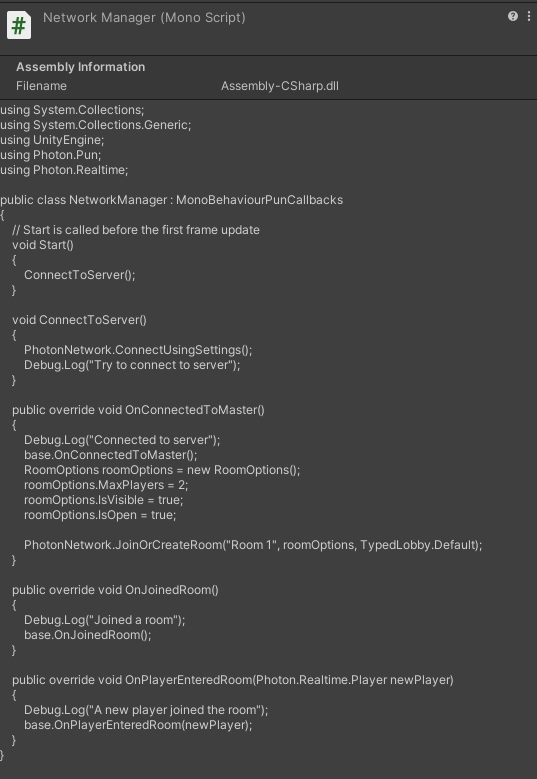 Network Manager (Mono Script)
Assembly Information
Filename Assembly-CSharp.dll
using System.Collections;
using System.Collections.Generic;
using UnityEngine;
using Photon.Pun;
using Photon.Realtime;

public class NetworkManager : MonoBehaviourPunCallbacks
{
    // Start is called before the first frame update
    void Start()
    {
        ConnectToServer();
    }

    void ConnectToServer()
    {
        PhotonNetwork.ConnectUsingSettings();
        Debug.Log("Try to connect to server");
    }

    public override void OnConnectedToMaster()
    {
        Debug.Log("Connected to server");
        base.OnConnectedToMaster();
        RoomOptions roomOptions = new RoomOptions();
        roomOptions.MaxPlayers = 2;
        roomOptions.IsVisible = true;
        roomOptions.IsOpen = true;

        PhotonNetwork.JoinOrCreateRoom("Room 1", roomOptions, TypedLobby.Default);
    }

    public override void OnJoinedRoom()
    {
        Debug.Log("Joined a room");
        base.OnJoinedRoom();
    }

    public override void OnPlayerEnteredRoom(Photon.Realtime.Player newPlayer)
    {
        Debug.Log("A new player joined the room");
        base.OnPlayerEnteredRoom(newPlayer);
    }
}